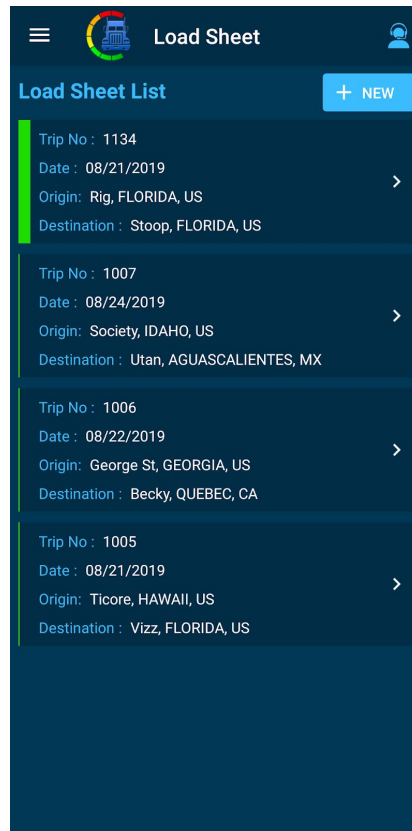 Load Sheet
Load Sheet List
+ NEW
Trip No : 1134
Date : 08/21/2019
Origin: Rig, FLORIDA, US
Destination : Stoop, FLORIDA, US
Trip No : 1007
Date : 08/24/2019
Origin: Society, IDAHO, US
Destination : Utan, AGUASCALIENTES, MX
Trip No : 1006
Date : 08/22/2019
Origin: George St, GEORGIA, US
Destination : Becky, QUEBEC, CA
Trip No : 1005
Date : 08/21/2019
Origin: Ticore, HAWAII, US
Destination : Vizz, FLORIDA, US